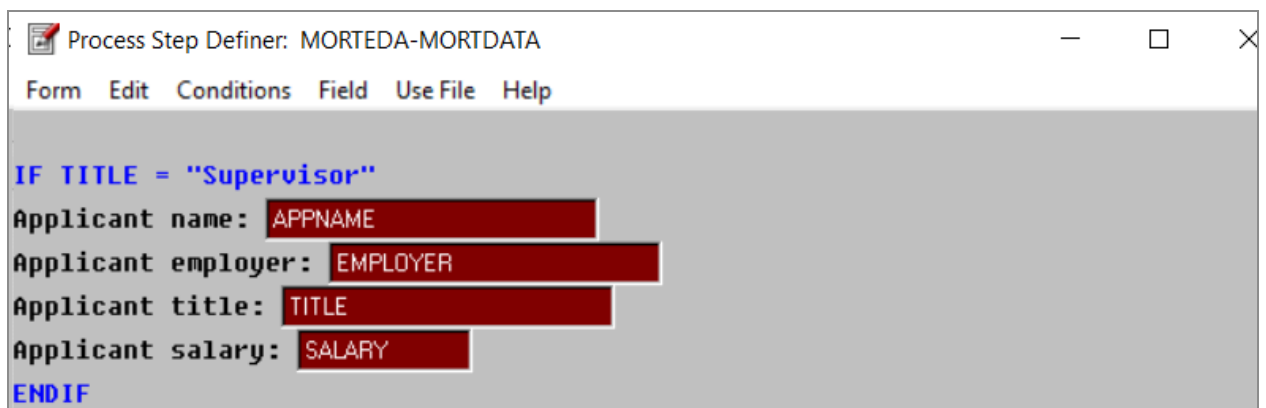 Process Step Definer: MORTEDA-MORTDATA
Form Edit Conditions Field Use File Help
IF TITLE = "Supervisor"
Applicant name: APPNAME
Applicant employer: EMPLOYER
Applicant title: TITLE
Applicant salary: SALARY
ENDIF